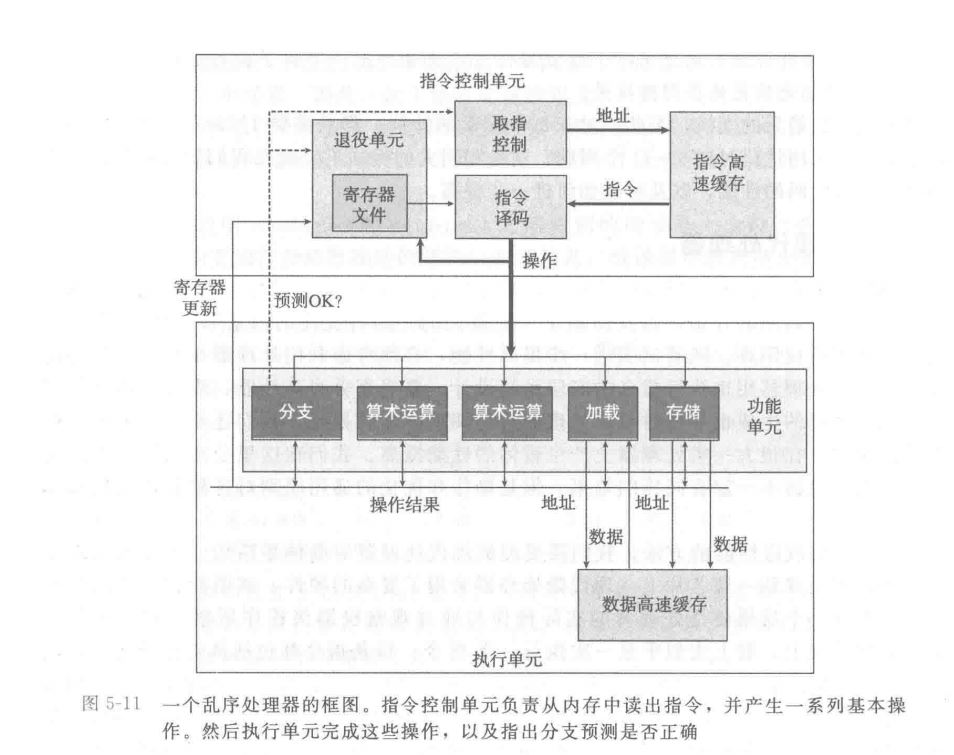 指令控制单元
取指
控制
地址
指令高
速缓存
退役单元
寄存器
文件
指令
译码
指令
操作
寄存器
更新
预测OK?
分支
算术运算
算术运算
加载
存储
功能
单元
操作结果
地址
地址
数据
数据
数据高速缓存
执行单元
图 5-11 一个乱序处理器的框图。指令控制单元负责从内存中读出指令，并产生一系列基本操
作。然后执行单元完成这些操作，以及指出分支预测是否正确